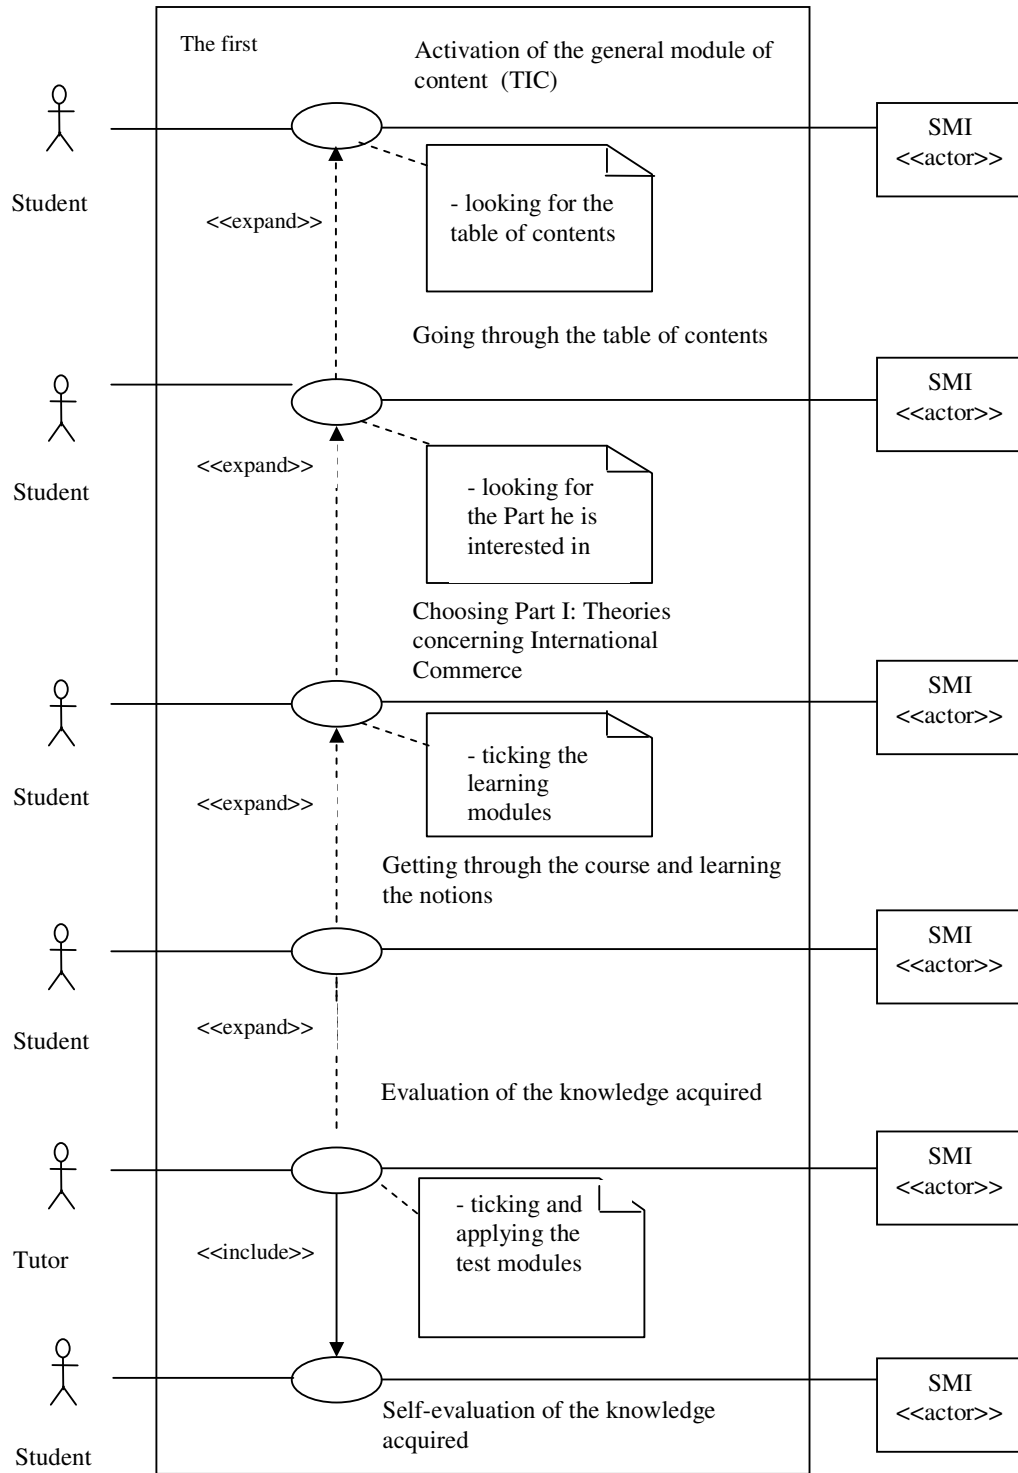 The first
Activation of the general module of
content (TIC)
SMI
<<actor>>
Student
- looking for the
table of contents
<<expand>>
Going through the table of contents
SMI
<<actor>>
Student
<<expand>>
- looking for
the Part he is
interested in
Choosing Part I: Theories
concerning International
Commerce
SMI
<<actor>>
Student
- ticking the
learning
modules
<<expand>>
Getting through the course and learning
the notions
SMI
<<actor>>
Student
<<expand>>
Evaluation of the knowledge acquired
SMI
<<actor>>
Tutor
- ticking and
applying the
test modules
<<include>>
SMI
<<actor>>
Student
Self-evaluation of the knowledge
acquired